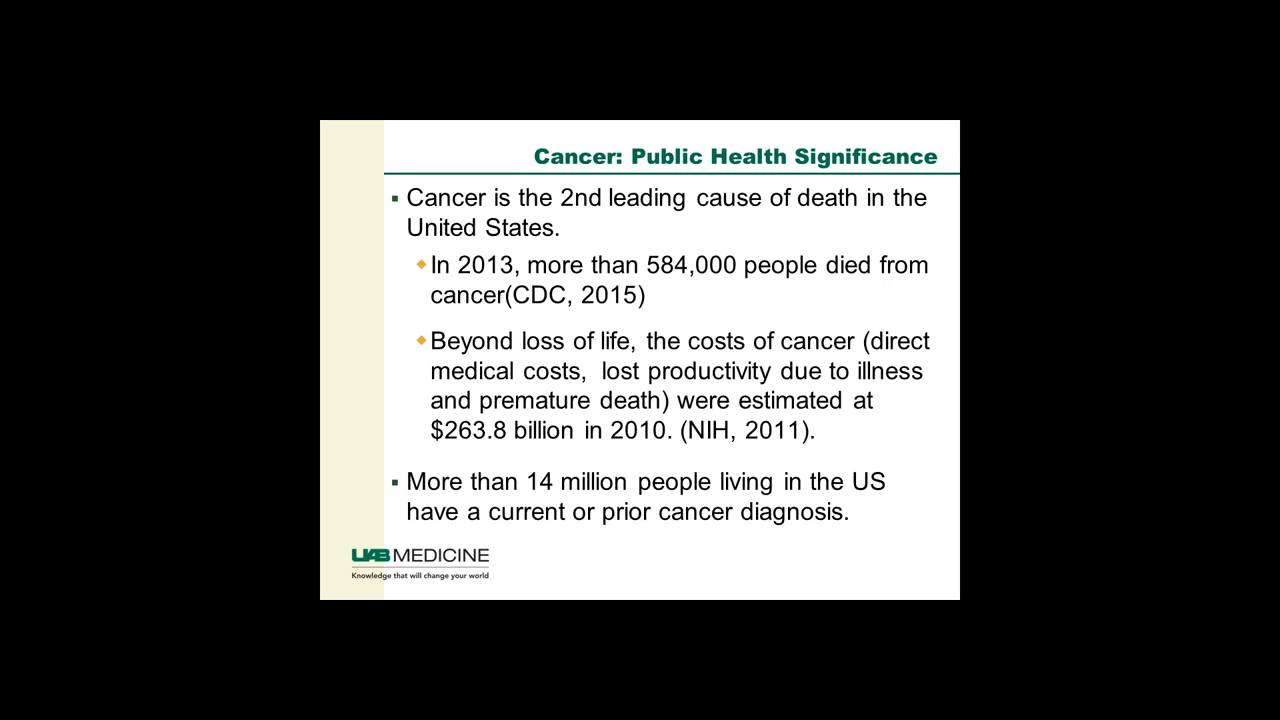 Cancer: Public Health Significance
▪ Cancer is the 2nd leading cause of death in the
United States.
◆In 2013, more than 584,000 people died from
cancer(CDC, 2015)
◆Beyond loss of life, the costs of cancer (direct
medical costs, lost productivity due to illness
and premature death) were estimated at
$263.8 billion in 2010. (NIH, 2011).
▪ More than 14 million people living in the US
have a current or prior cancer diagnosis.
UAB MEDICINE
Knowledge that will change your world